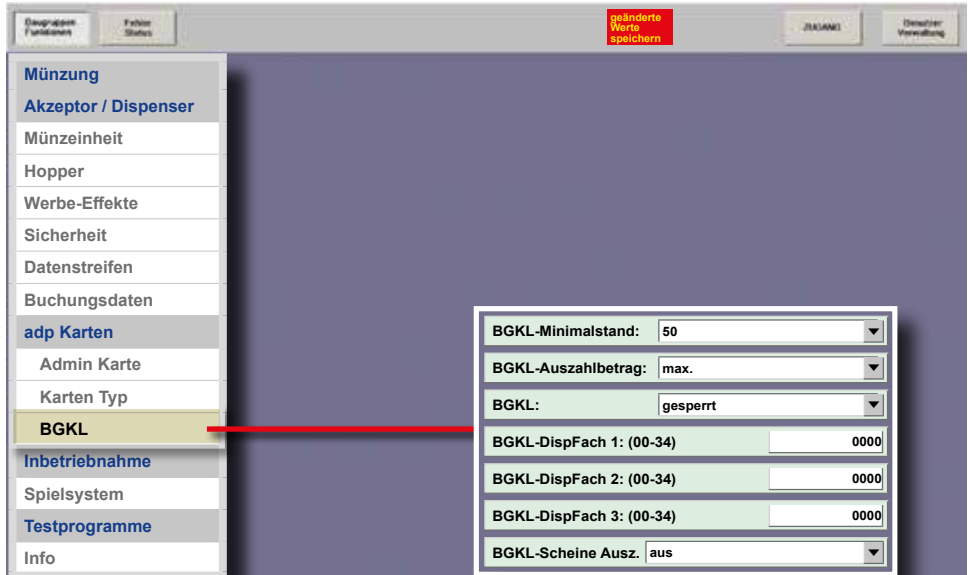 Baugruppen
Funktionen
Fehler
Status
geänderte
Werte
speichern
ZUGANG
Benutzer
Verwaltung
Münzung
Akzeptor / Dispenser
Münzeinheit
Hopper
Werbe-Effekte
Sicherheit
Datenstreifen
Buchungsdaten
adp Karten
Admin Karte
Karten Typ
BGKL
Inbetriebnahme
Spielsystem
Testprogramme
Info
BGKL-Minimalstand: 50
BGKL-Auszahlbetrag: max.
BGKL: gesperrt
BGKL-DispFach 1: (00-34) 0000
BGKL-DispFach 2: (00-34) 0000
BGKL-DispFach 3: (00-34) 0000
BGKL-Scheine Ausz. aus